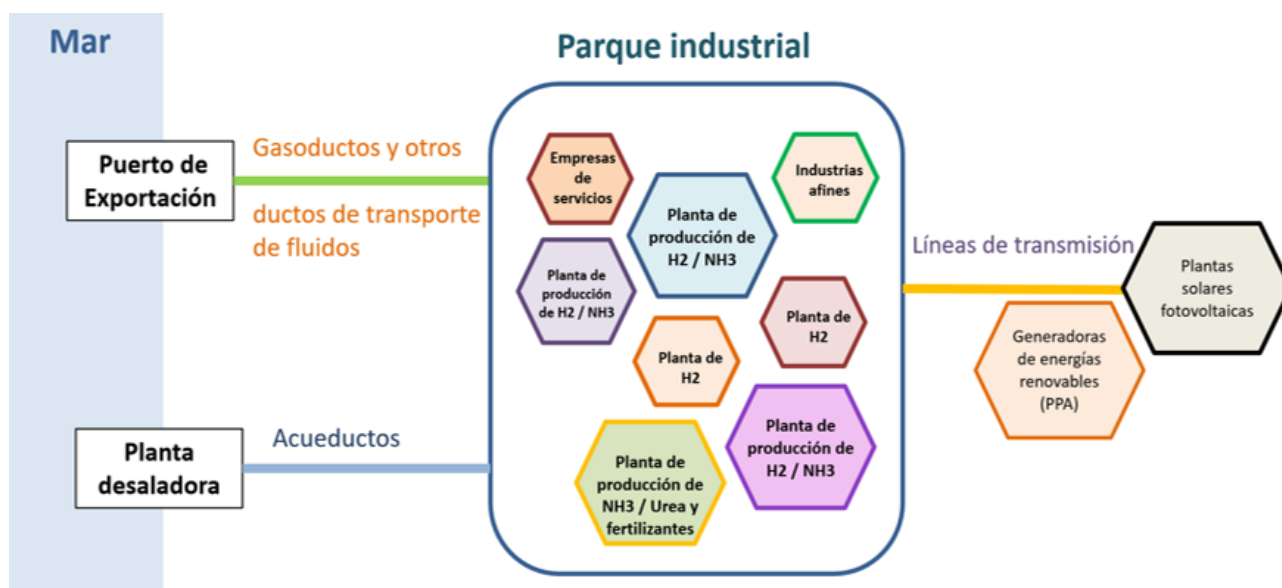 Mar
Parque industrial
Puerto de
Exportación
Gasoductos y otros
ductos de transporte
de fluidos
Empresas
de
servicios
Industrias
afines
Planta de
producción de
H2 / NH3
Planta de
producción
de H2 / NH3
Planta de
H2
Planta de
H2
Planta de
producción de
H2 / NH3
Planta de
producción de
NH3 / Urea y
fertilizantes
Líneas de transmisión
Plantas
solares
fotovoltaicas
Generadoras
de energías
renovables
(PPA)
Planta
desaladora
Acueductos